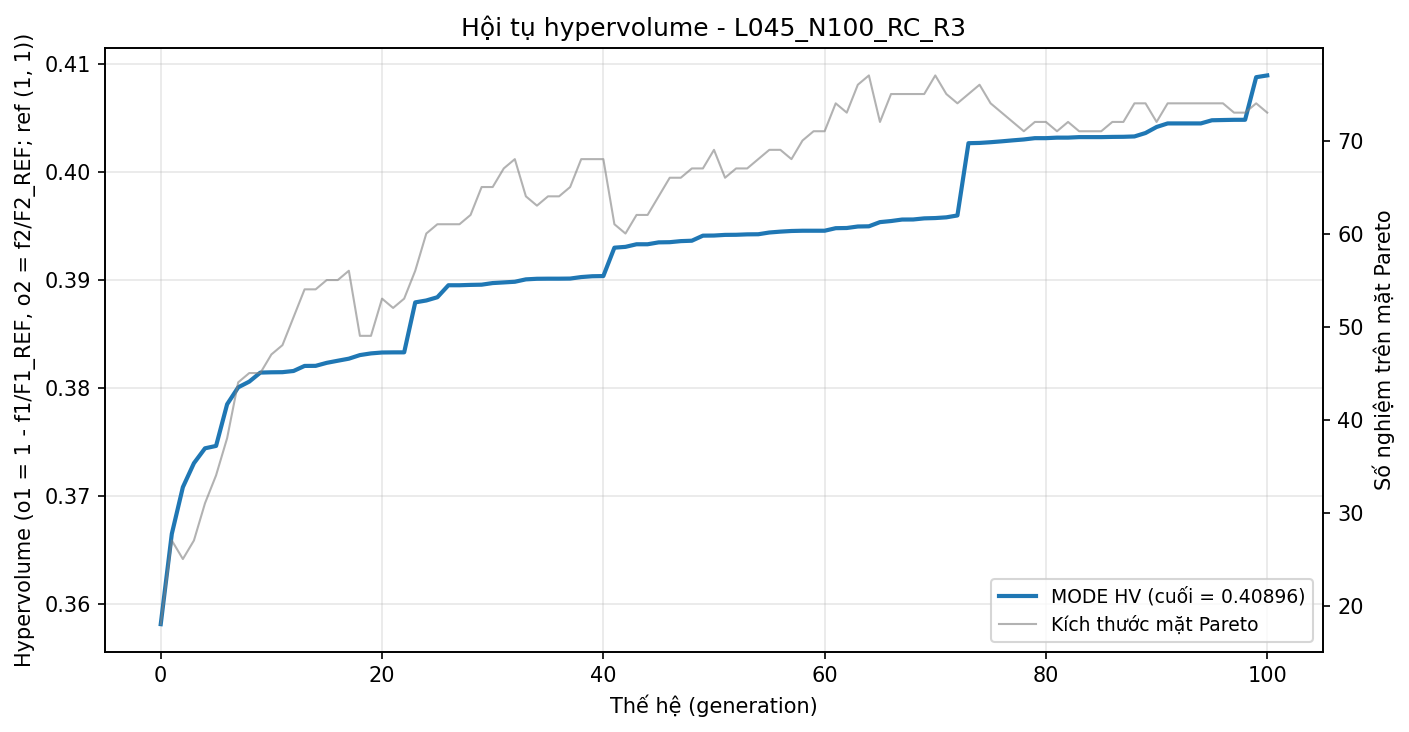 Hội tụ hypervolume - L045_N100_RC_R3
Hypervolume (o1 = 1 - f1/F1_REF, o2 = f2/F2_REF; ref (1, 1))
0.41
0.40
0.39
0.38
0.37
0.36
70
60
50
40
30
20
Số nghiệm trên mặt Pareto
MODE HV (cuối = 0.40896)
Kích thước mặt Pareto
0 20 40 60 80 100
Thế hệ (generation)